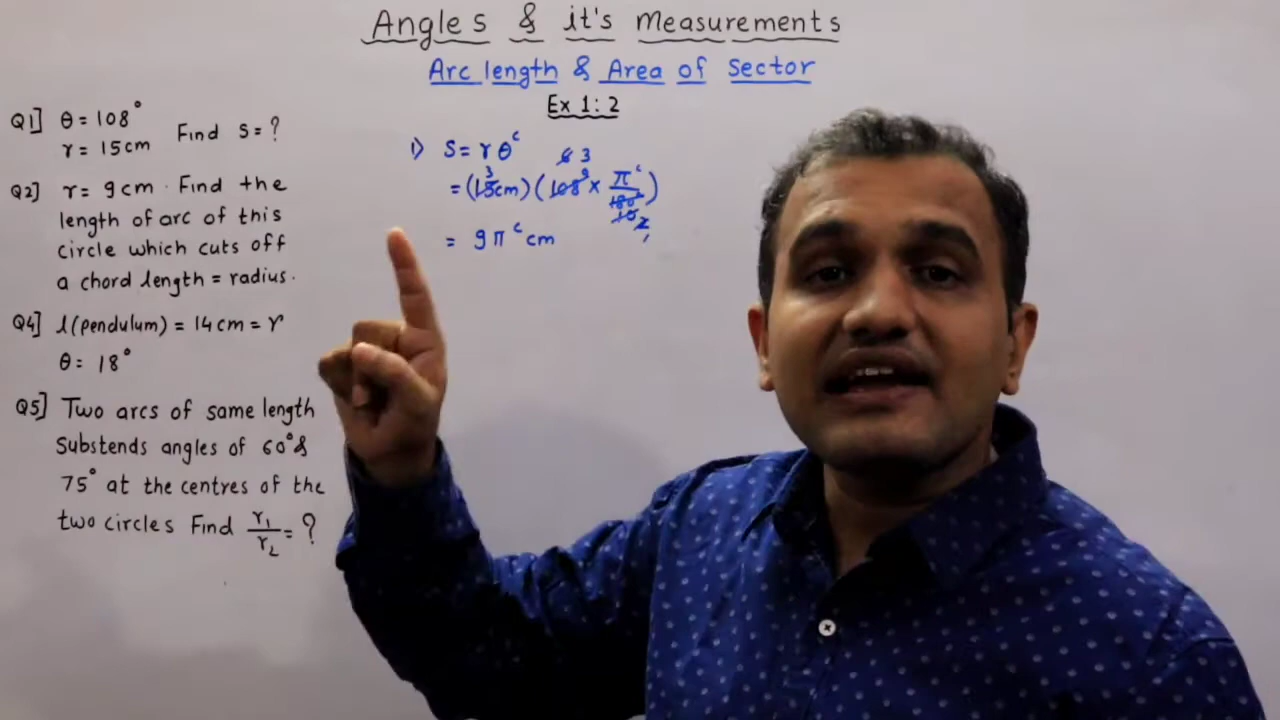 Angles & it's Measurements
Arc length & Area of Sector
Ex 1:2
Q1] θ = 108°
r = 15cm Find s = ?
Q2] r = 9cm. Find the
length of arc of this
circle which cuts off
a chord length = radius.
Q4] l(pendulum) = 14cm = r
θ = 18°
Q5] Two arcs of same length
Substends angles of 60° &
75° at the centres of the
two circles Find r₁/r₂ = ?
1) S = r θᶜ
= (15cm) (108° × πᶜ/180°)
= 9πᶜ cm